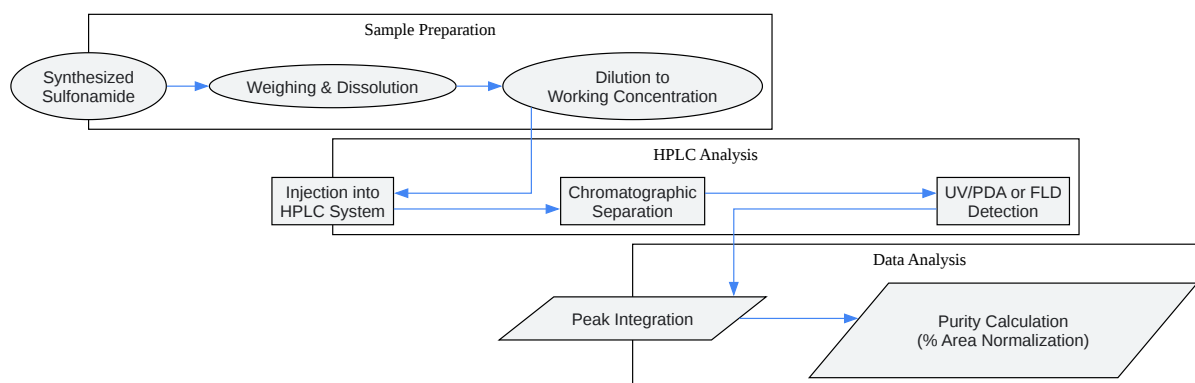 Sample Preparation
Synthesized
Sulfonamide
Weighing & Dissolution
Dilution to
Working Concentration
HPLC Analysis
Injection into
HPLC System
Chromatographic
Separation
UV/PDA or FLD
Detection
Data Analysis
Peak Integration
Purity Calculation
(% Area Normalization)